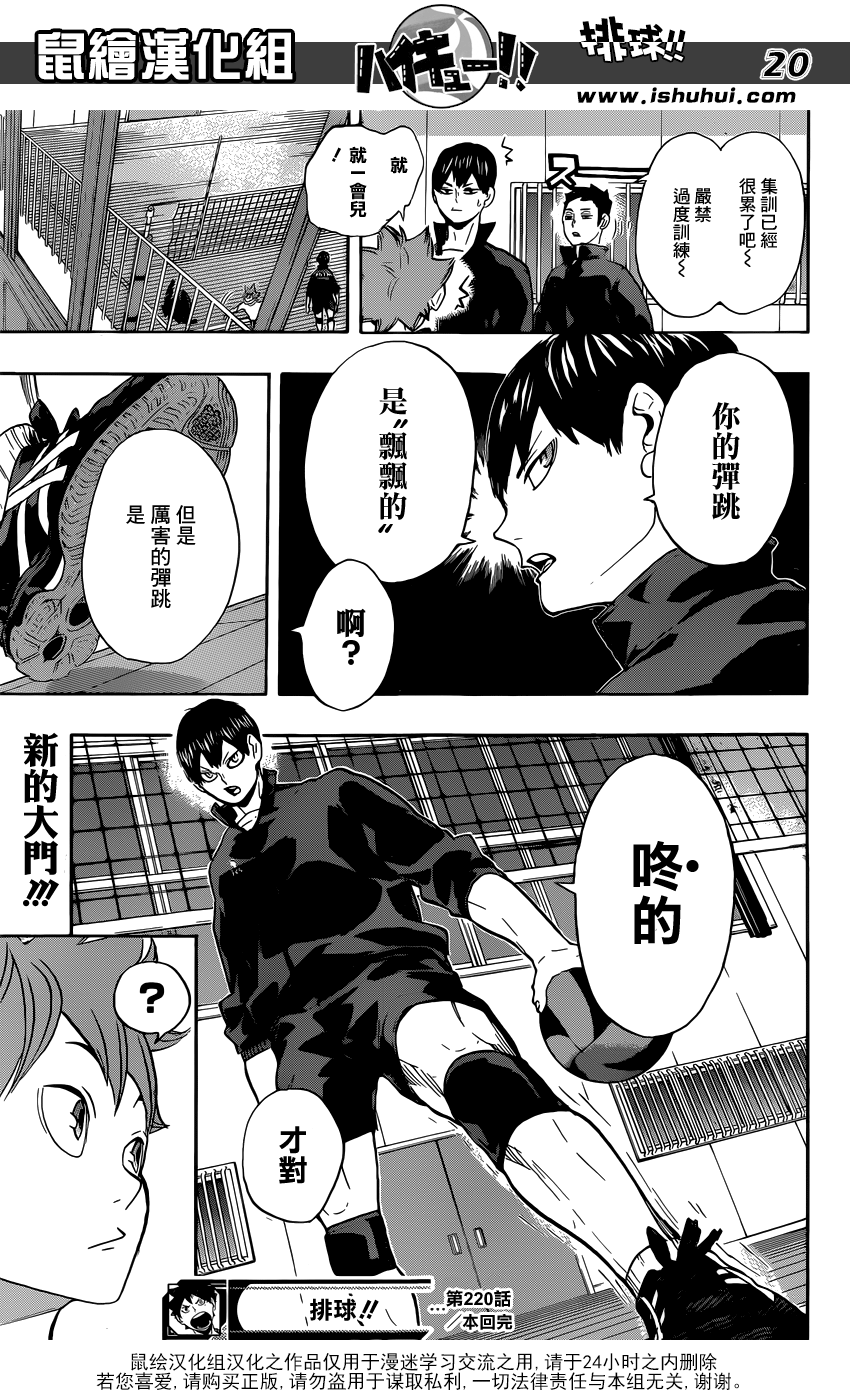 鼠繪漢化組
ハイキュー!!
排球!!
20
www.ishuhui.com
集訓已經
很累了吧~
嚴禁
過度訓練~
スー
就
就一會兒
!
你的彈跳
是"飄飄的"
啊?
但是
厲害的彈跳
是
新的大門!!!
咚的
?
才對
排球!!
…第220話
／本回完
鼠绘汉化组汉化之作品仅用于漫迷学习交流之用, 请于24小时之内删除
若您喜爱, 请购买正版, 请勿盗用于谋取私利, 一切法律责任与本组无关, 谢谢。